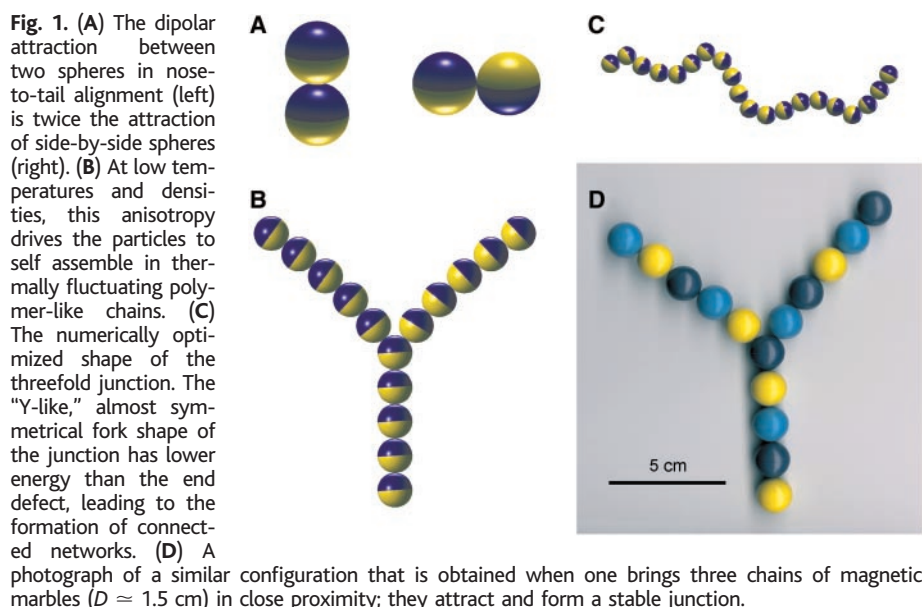 Fig. 1. (A) The dipolar
attraction between
two spheres in nose-
to-tail alignment (left)
is twice the attraction
of side-by-side spheres
(right). (B) At low tem-
peratures and densi-
ties, this anisotropy
drives the particles to
self assemble in ther-
mally fluctuating poly-
mer-like chains. (C)
The numerically opti-
mized shape of the
threefold junction. The
"Y-like," almost sym-
metrical fork shape of
the junction has lower
energy than the end
defect, leading to the
formation of connect-
ed networks. (D) A
photograph of a similar configuration that is obtained when one brings three chains of magnetic
marbles (D ≃ 1.5 cm) in close proximity; they attract and form a stable junction.
A
C
B
D
5 cm